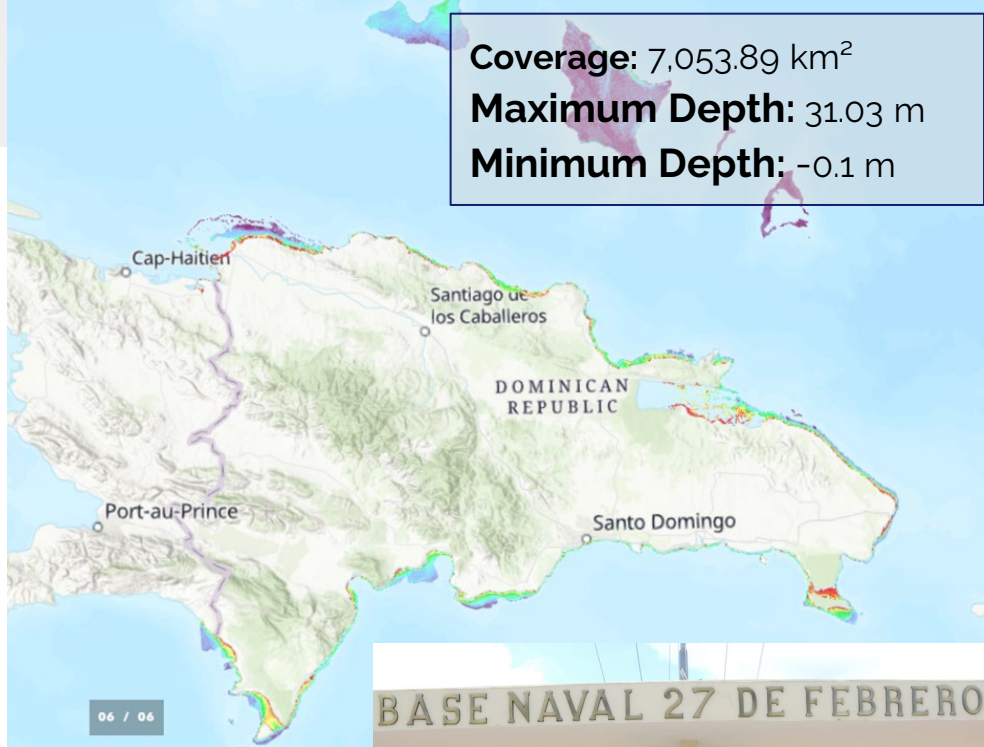 Coverage: 7,053.89 km²
Maximum Depth: 31.03 m
Minimum Depth: -0.1 m
Cap-Haitien
Santiago de
los Caballeros
DOMINICAN
REPUBLIC
Port-au-Prince
Santo Domingo
06 / 06
BASE NAVAL 27 DE FEBRERO